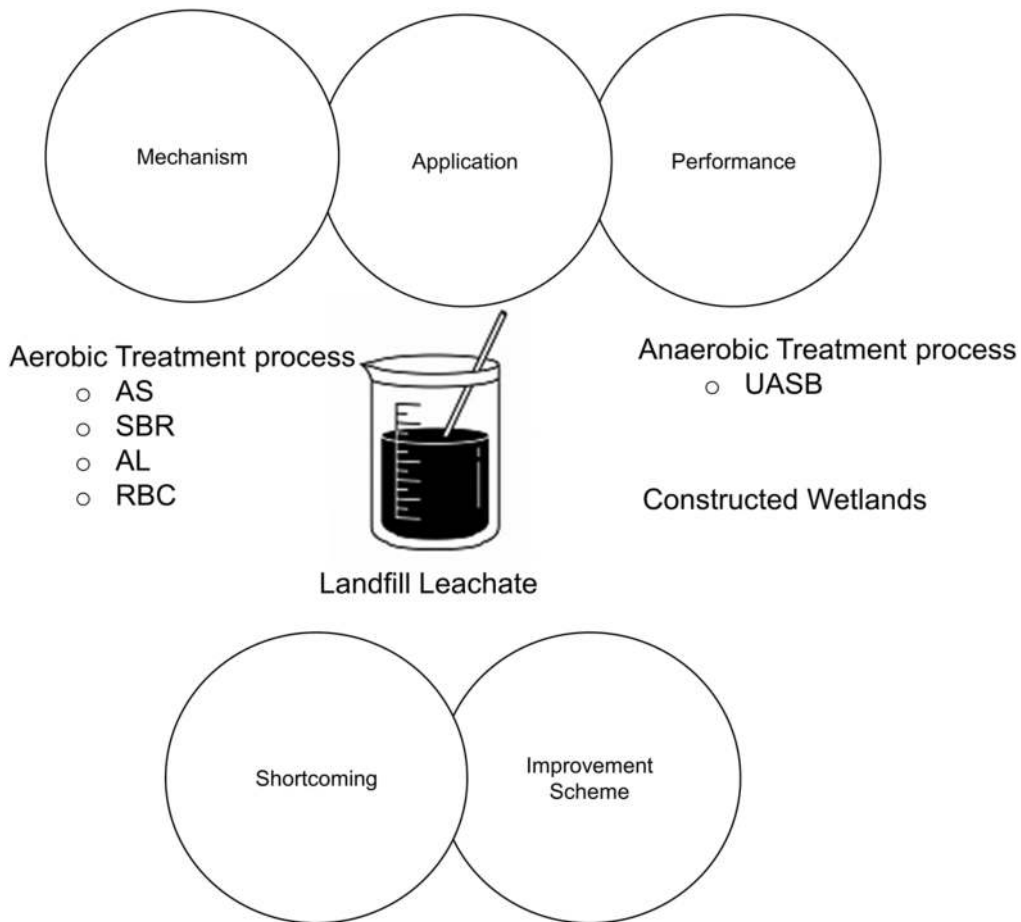 Mechanism
Application
Performance
Aerobic Treatment process
○ AS
○ SBR
○ AL
○ RBC
Anaerobic Treatment process
○ UASB
Constructed Wetlands
Landfill Leachate
Shortcoming
Improvement
Scheme